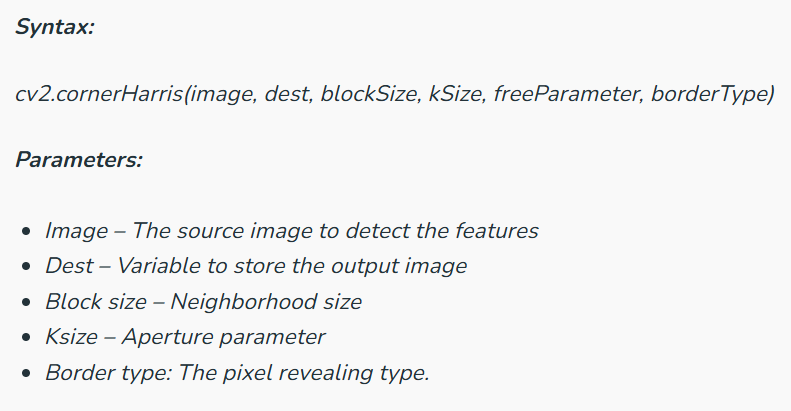 Syntax:
cv2.cornerHarris(image, dest, blockSize, kSize, freeParameter, borderType)
Parameters:
• Image – The source image to detect the features
• Dest – Variable to store the output image
• Block size – Neighborhood size
• Ksize – Aperture parameter
• Border type: The pixel revealing type.